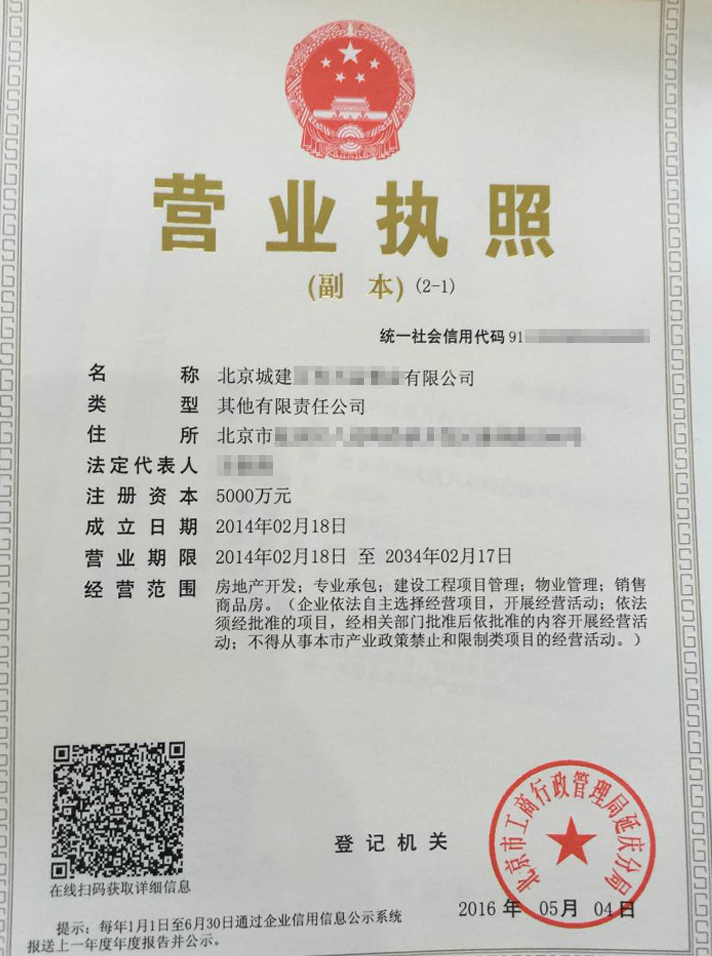 营业执照
(副 本) (2-1)
统一社会信用代码 91
名 称 北京城建 有限公司
类 型 其他有限责任公司
住 所 北京市
法定代表人
注册资本 5000万元
成立日期 2014年02月18日
营业期限 2014年02月18日 至 2034年02月17日
经营范围 房地产开发；专业承包；建设工程项目管理；物业管理；销售
商品房。（企业依法自主选择经营项目，开展经营活动；依法
须经批准的项目，经相关部门批准后依批准的内容开展经营活
动；不得从事本市产业政策禁止和限制类项目的经营活动。）
在线扫码获取详细信息
登记机关
北京市工商行政管理局延庆分局
2016 年 05月 04日
提示：每年1月1日至6月30日通过企业信用信息公示系统
报送上一年度年度报告并公示。